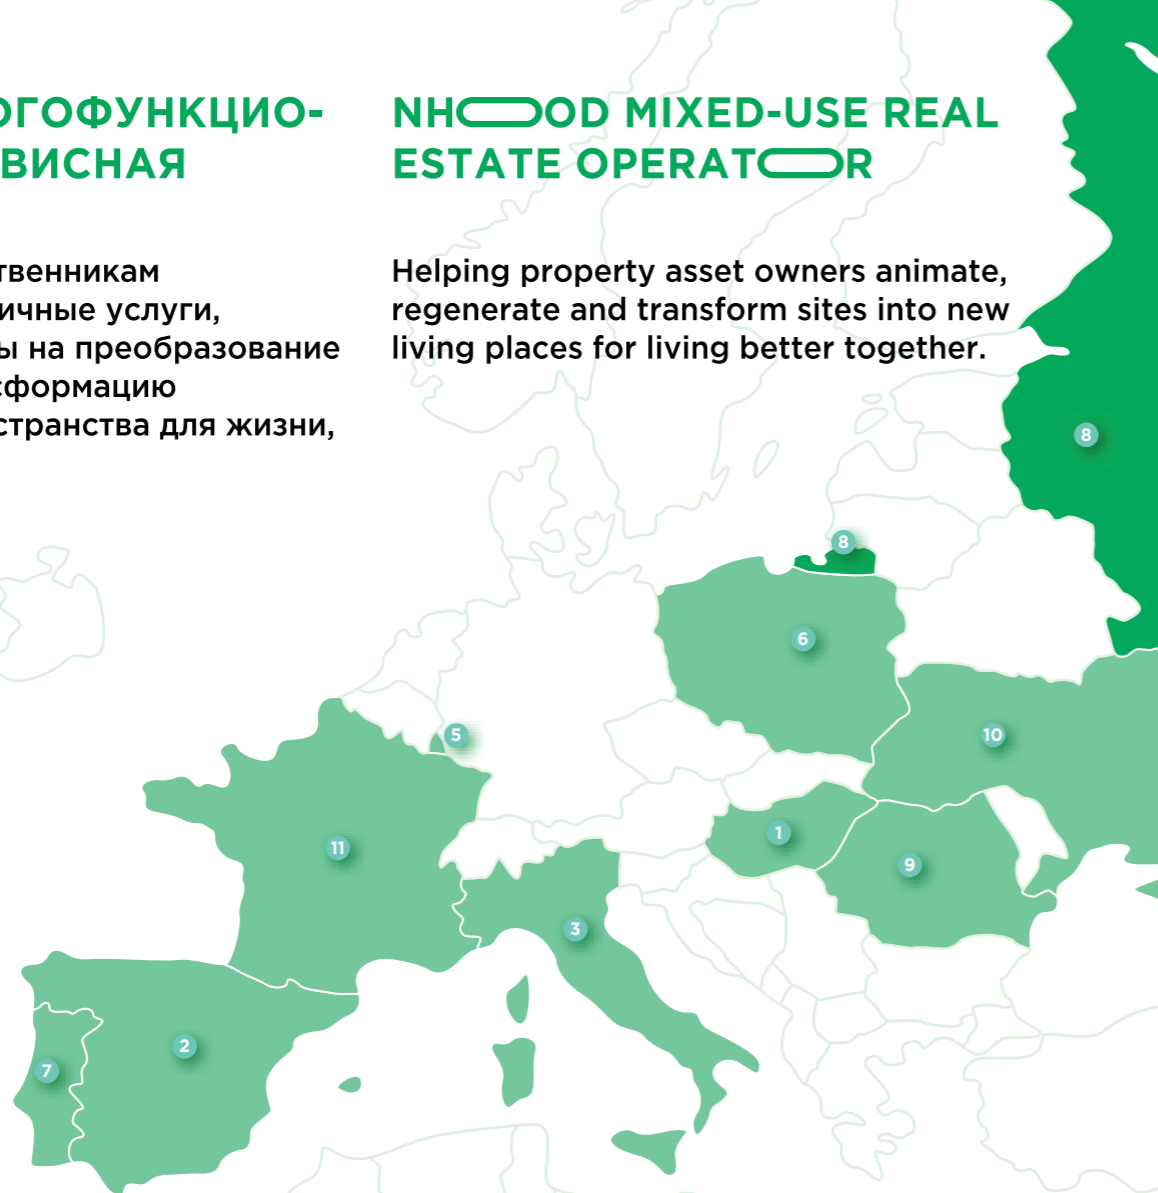 ОГОФУНКЦИО-
ВИСНАЯ
твенникам
ичные услуги,
ы на преобразование
сформацию
странства для жизни,
NHOOD MIXED-USE REAL
ESTATE OPERATOR
Helping property asset owners animate,
regenerate and transform sites into new
living places for living better together.
8
8
6
5
10
1
11
9
3
2
7